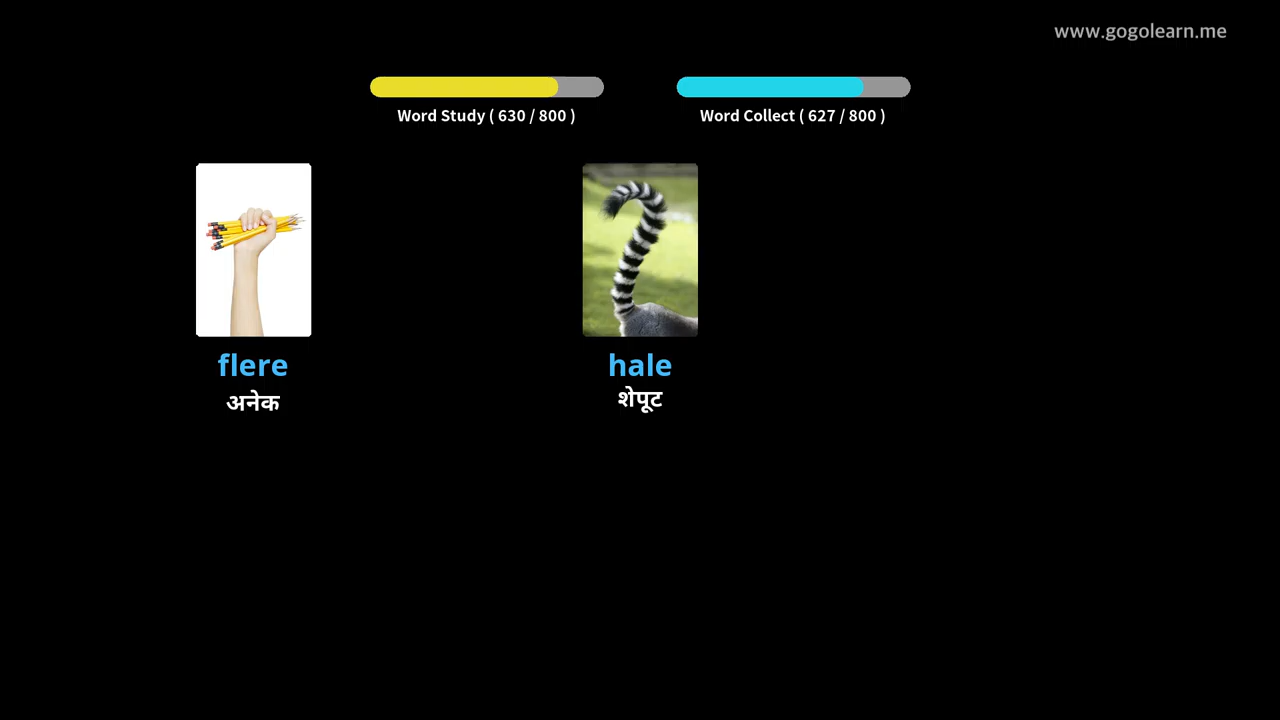 www.gogolearn.me
Word Study ( 630 / 800 )
Word Collect ( 627 / 800 )
flere
अनेक
hale
शेपूट